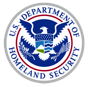 U.S. DEPARTMENT OF
HOMELAND SECURITY